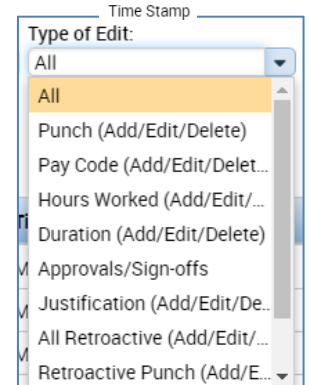 Time Stamp
Type of Edit:
All
All
Punch (Add/Edit/Delete)
Pay Code (Add/Edit/Delet...
Hours Worked (Add/Edit/...
Duration (Add/Edit/Delete)
Approvals/Sign-offs
Justification (Add/Edit/De...
All Retroactive (Add/Edit/...
Retroactive Punch (Add/E...